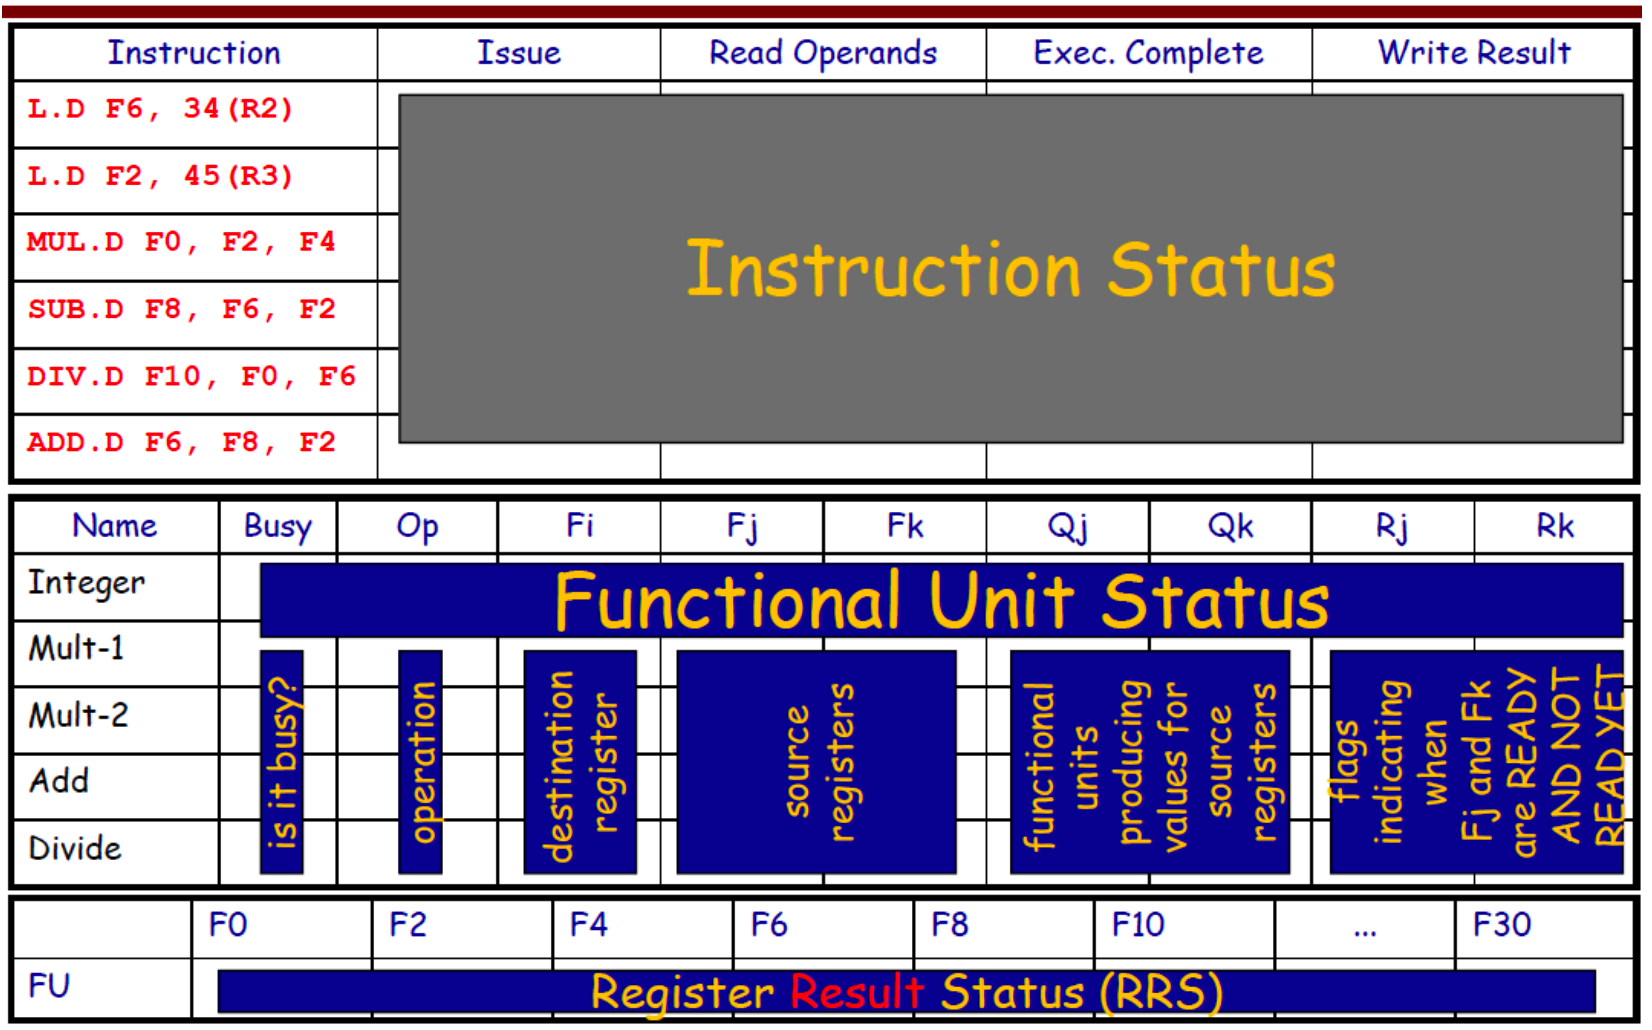 Instruction Issue Read Operands Exec. Complete Write Result
L.D F6, 34(R2)
L.D F2, 45(R3)
MUL.D F0, F2, F4
SUB.D F8, F6, F2
DIV.D F10, F0, F6
ADD.D F6, F8, F2
Instruction Status
Name Busy Op Fi Fj Fk Qj Qk Rj Rk
Integer
Mult-1
Mult-2
Add
Divide
Functional Unit Status
is it busy?
operation
destination
register
source
registers
functional
units
producing
values for
source
registers
flags
indicating
when
Fj and Fk
are READY
AND NOT
READ YET
F0 F2 F4 F6 F8 F10 ... F30
FU
Register Result Status (RRS)